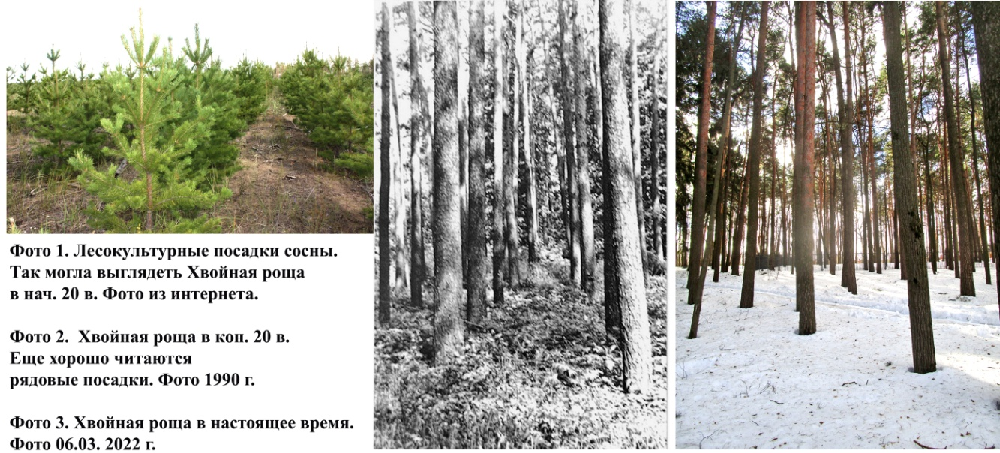 Фото 1. Лесокультурные посадки сосны.
Так могла выглядеть Хвойная роща
в нач. 20 в. Фото из интернета.
Фото 2.  Хвойная роща в кон. 20 в.
Еще хорошо читаются
рядовые посадки. Фото 1990 г.
Фото 3. Хвойная роща в настоящее время.
Фото 06.03. 2022 г.